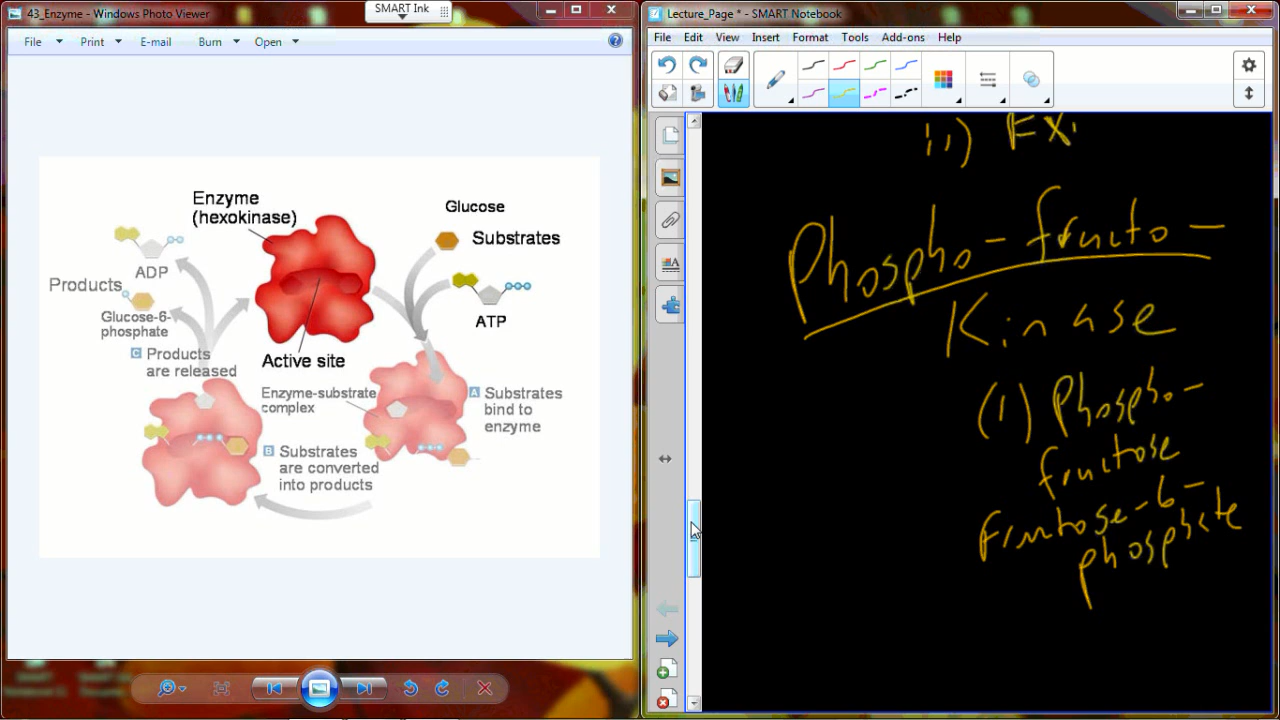 43_Enzyme - Windows Photo Viewer
SMART Ink
File Print E-mail Burn Open
Enzyme
(hexokinase)
Glucose
Substrates
ADP
Products
Glucose-6-
phosphate
ATP
C Products
are released
Active site
Enzyme-substrate
complex
A Substrates
bind to
enzyme
B Substrates
are converted
into products
Lecture_Page * - SMART Notebook
File Edit View Insert Format Tools Add-ons Help
ii) Ex.
Phospho-fructo-
Kinase
(1) Phospho-
fructose
Fructose-6-
phosphate